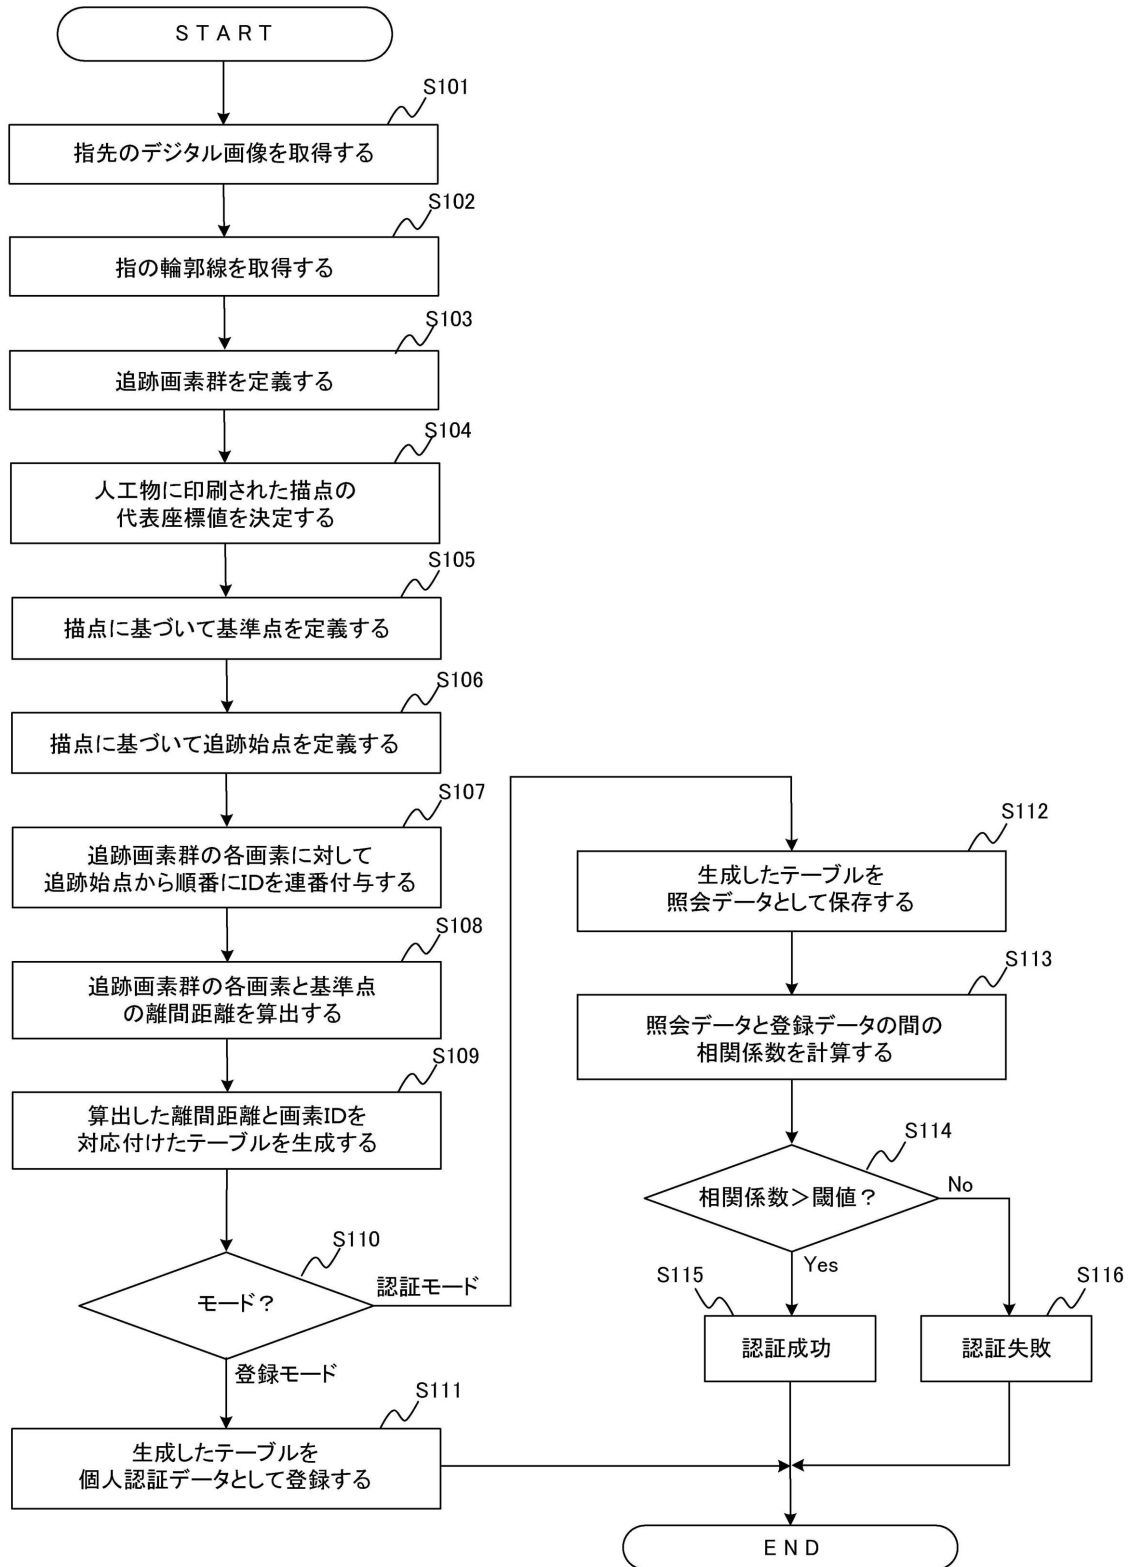 START
S101
指先のデジタル画像を取得する
S102
指の輪郭線を取得する
S103
追跡画素群を定義する
S104
人工物に印刷された描点の
代表座標値を決定する
S105
描点に基づいて基準点を定義する
S106
描点に基づいて追跡始点を定義する
S107
追跡画素群の各画素に対して
追跡始点から順番にIDを連番付与する
S108
追跡画素群の各画素と基準点
の離間距離を算出する
S109
算出した離間距離と画素IDを
対応付けたテーブルを生成する
S110
モード？
認証モード
登録モード
S111
生成したテーブルを
個人認証データとして登録する
S112
生成したテーブルを
照会データとして保存する
S113
照会データと登録データの間の
相関係数を計算する
S114
相関係数＞閾値？
No
Yes
S115
認証成功
S116
認証失敗
END